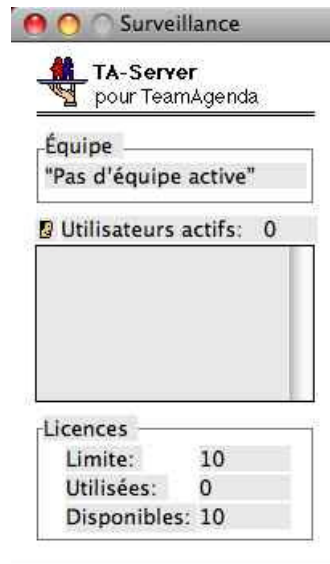 Surveillance
TA-Server
pour TeamAgenda
Équipe
"Pas d'équipe active"
Utilisateurs actifs: 0
Licences
Limite: 10
Utilisées: 0
Disponibles: 10